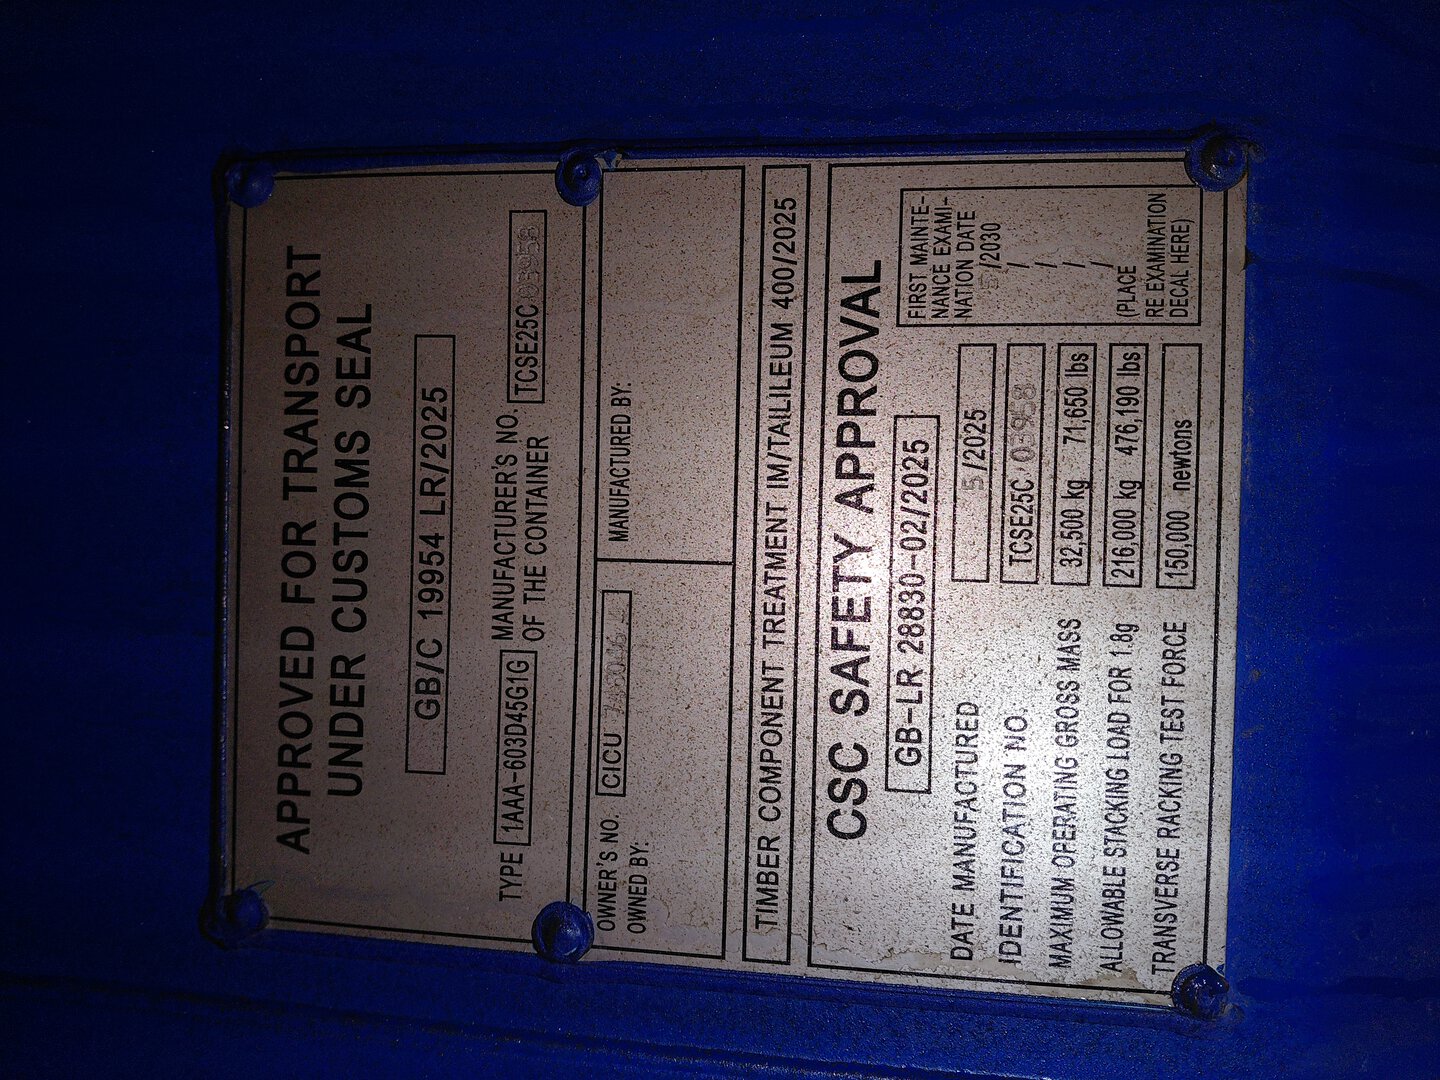 APPROVED FOR TRANSPORT
UNDER CUSTOMS SEAL
GB/C 19954 LR/2025
TYPE 1AAA-603D45G1G MANUFACTURER'S NO.
OF THE CONTAINER TCSE25C 03958
OWNER'S NO. CICU
OWNED BY:
MANUFACTURED BY:
TIMBER COMPONENT TREATMENT IM/TAILILEUM 400/2025
CSC SAFETY APPROVAL
GB-LR 28830-02/2025
DATE MANUFACTURED 5/2025
IDENTIFICATION NO. TCSE25C 03958
MAXIMUM OPERATING GROSS MASS 32,500 kg 71,650 lbs
ALLOWABLE STACKING LOAD FOR 1.8g 216,000 kg 476,190 lbs
TRANSVERSE RACKING TEST FORCE 150,000 newtons
FIRST MAINTE-
NANCE EXAMI-
NATION DATE
5/2030
/
/
/
/
(PLACE
RE EXAMINATION
DECAL HERE)